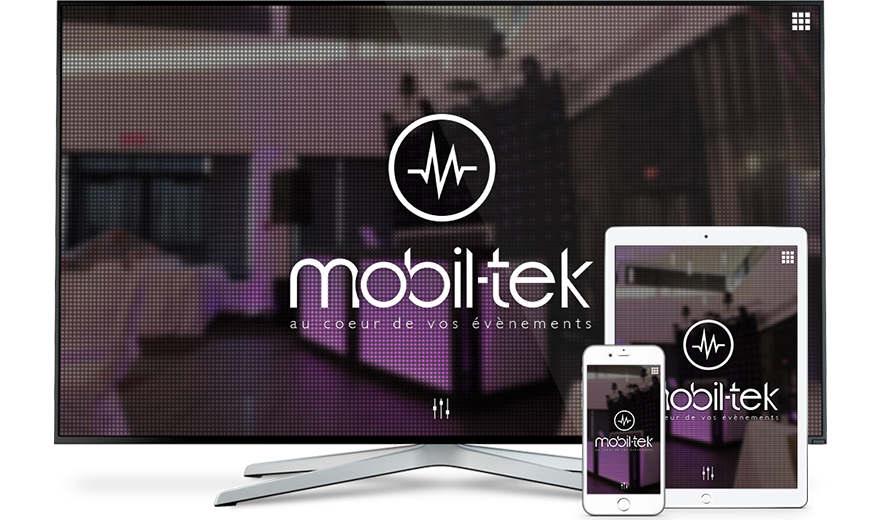 mobil-tek
au coeur de vos évènements
mobil-tek
coeur de vos évènements
mobil-tek
au coeur de vos évènements